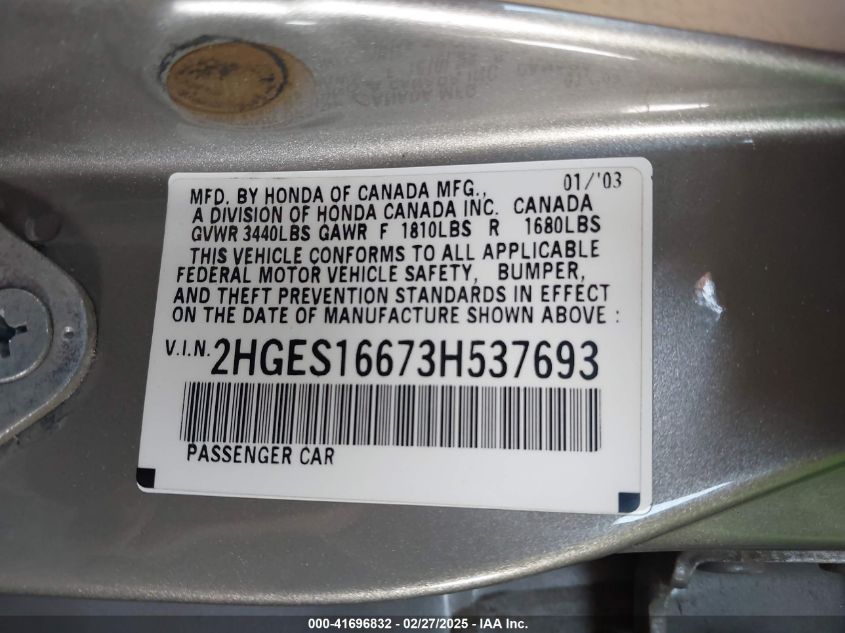 MFD. BY HONDA OF CANADA MFG., 01/'03
A DIVISION OF HONDA CANADA INC. CANADA
GVWR 3440LBS GAWR F 1810LBS R 1680LBS
THIS VEHICLE CONFORMS TO ALL APPLICABLE
FEDERAL MOTOR VEHICLE SAFETY, BUMPER,
AND THEFT PREVENTION STANDARDS IN EFFECT
ON THE DATE OF MANUFACTURE SHOWN ABOVE :
V.I.N. 2HGES16673H537693
PASSENGER CAR
000-41696832 - 02/27/2025 - IAA Inc.